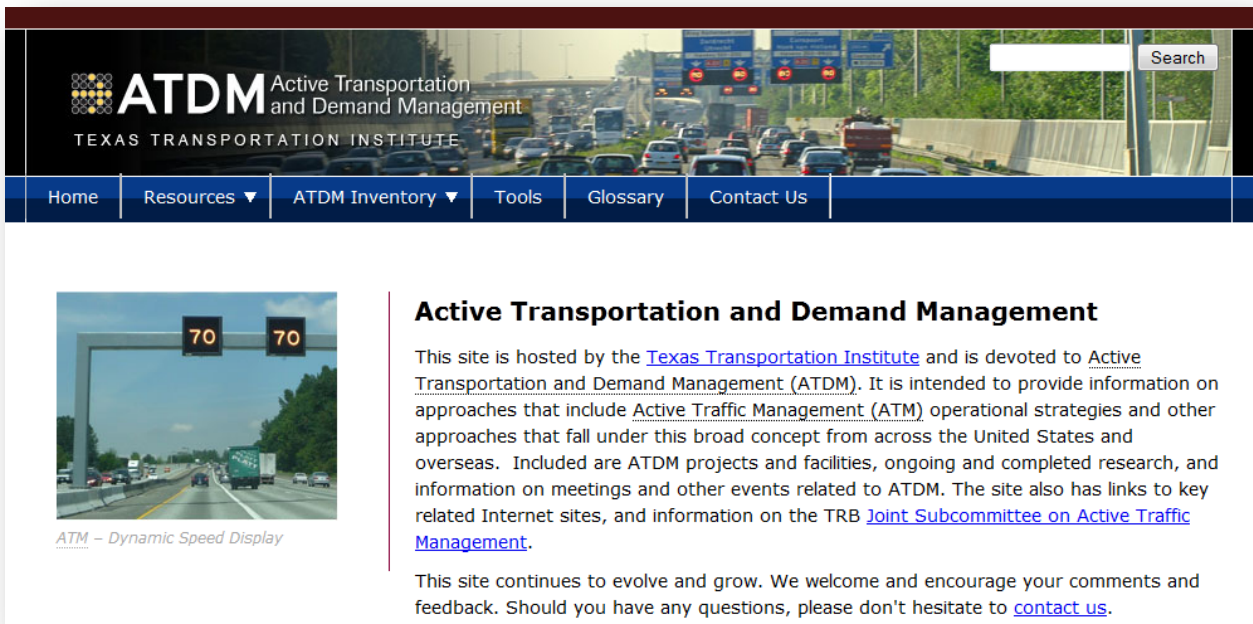 ATDM Active Transportation
and Demand Management
TEXAS TRANSPORTATION INSTITUTE
Search
Home Resources ▼ ATDM Inventory ▼ Tools Glossary Contact Us
70 70
ATM – Dynamic Speed Display
Active Transportation and Demand Management
This site is hosted by the Texas Transportation Institute and is devoted to Active
Transportation and Demand Management (ATDM). It is intended to provide information on
approaches that include Active Traffic Management (ATM) operational strategies and other
approaches that fall under this broad concept from across the United States and
overseas.  Included are ATDM projects and facilities, ongoing and completed research, and
information on meetings and other events related to ATDM. The site also has links to key
related Internet sites, and information on the TRB Joint Subcommittee on Active Traffic
Management.
This site continues to evolve and grow. We welcome and encourage your comments and
feedback. Should you have any questions, please don't hesitate to contact us.